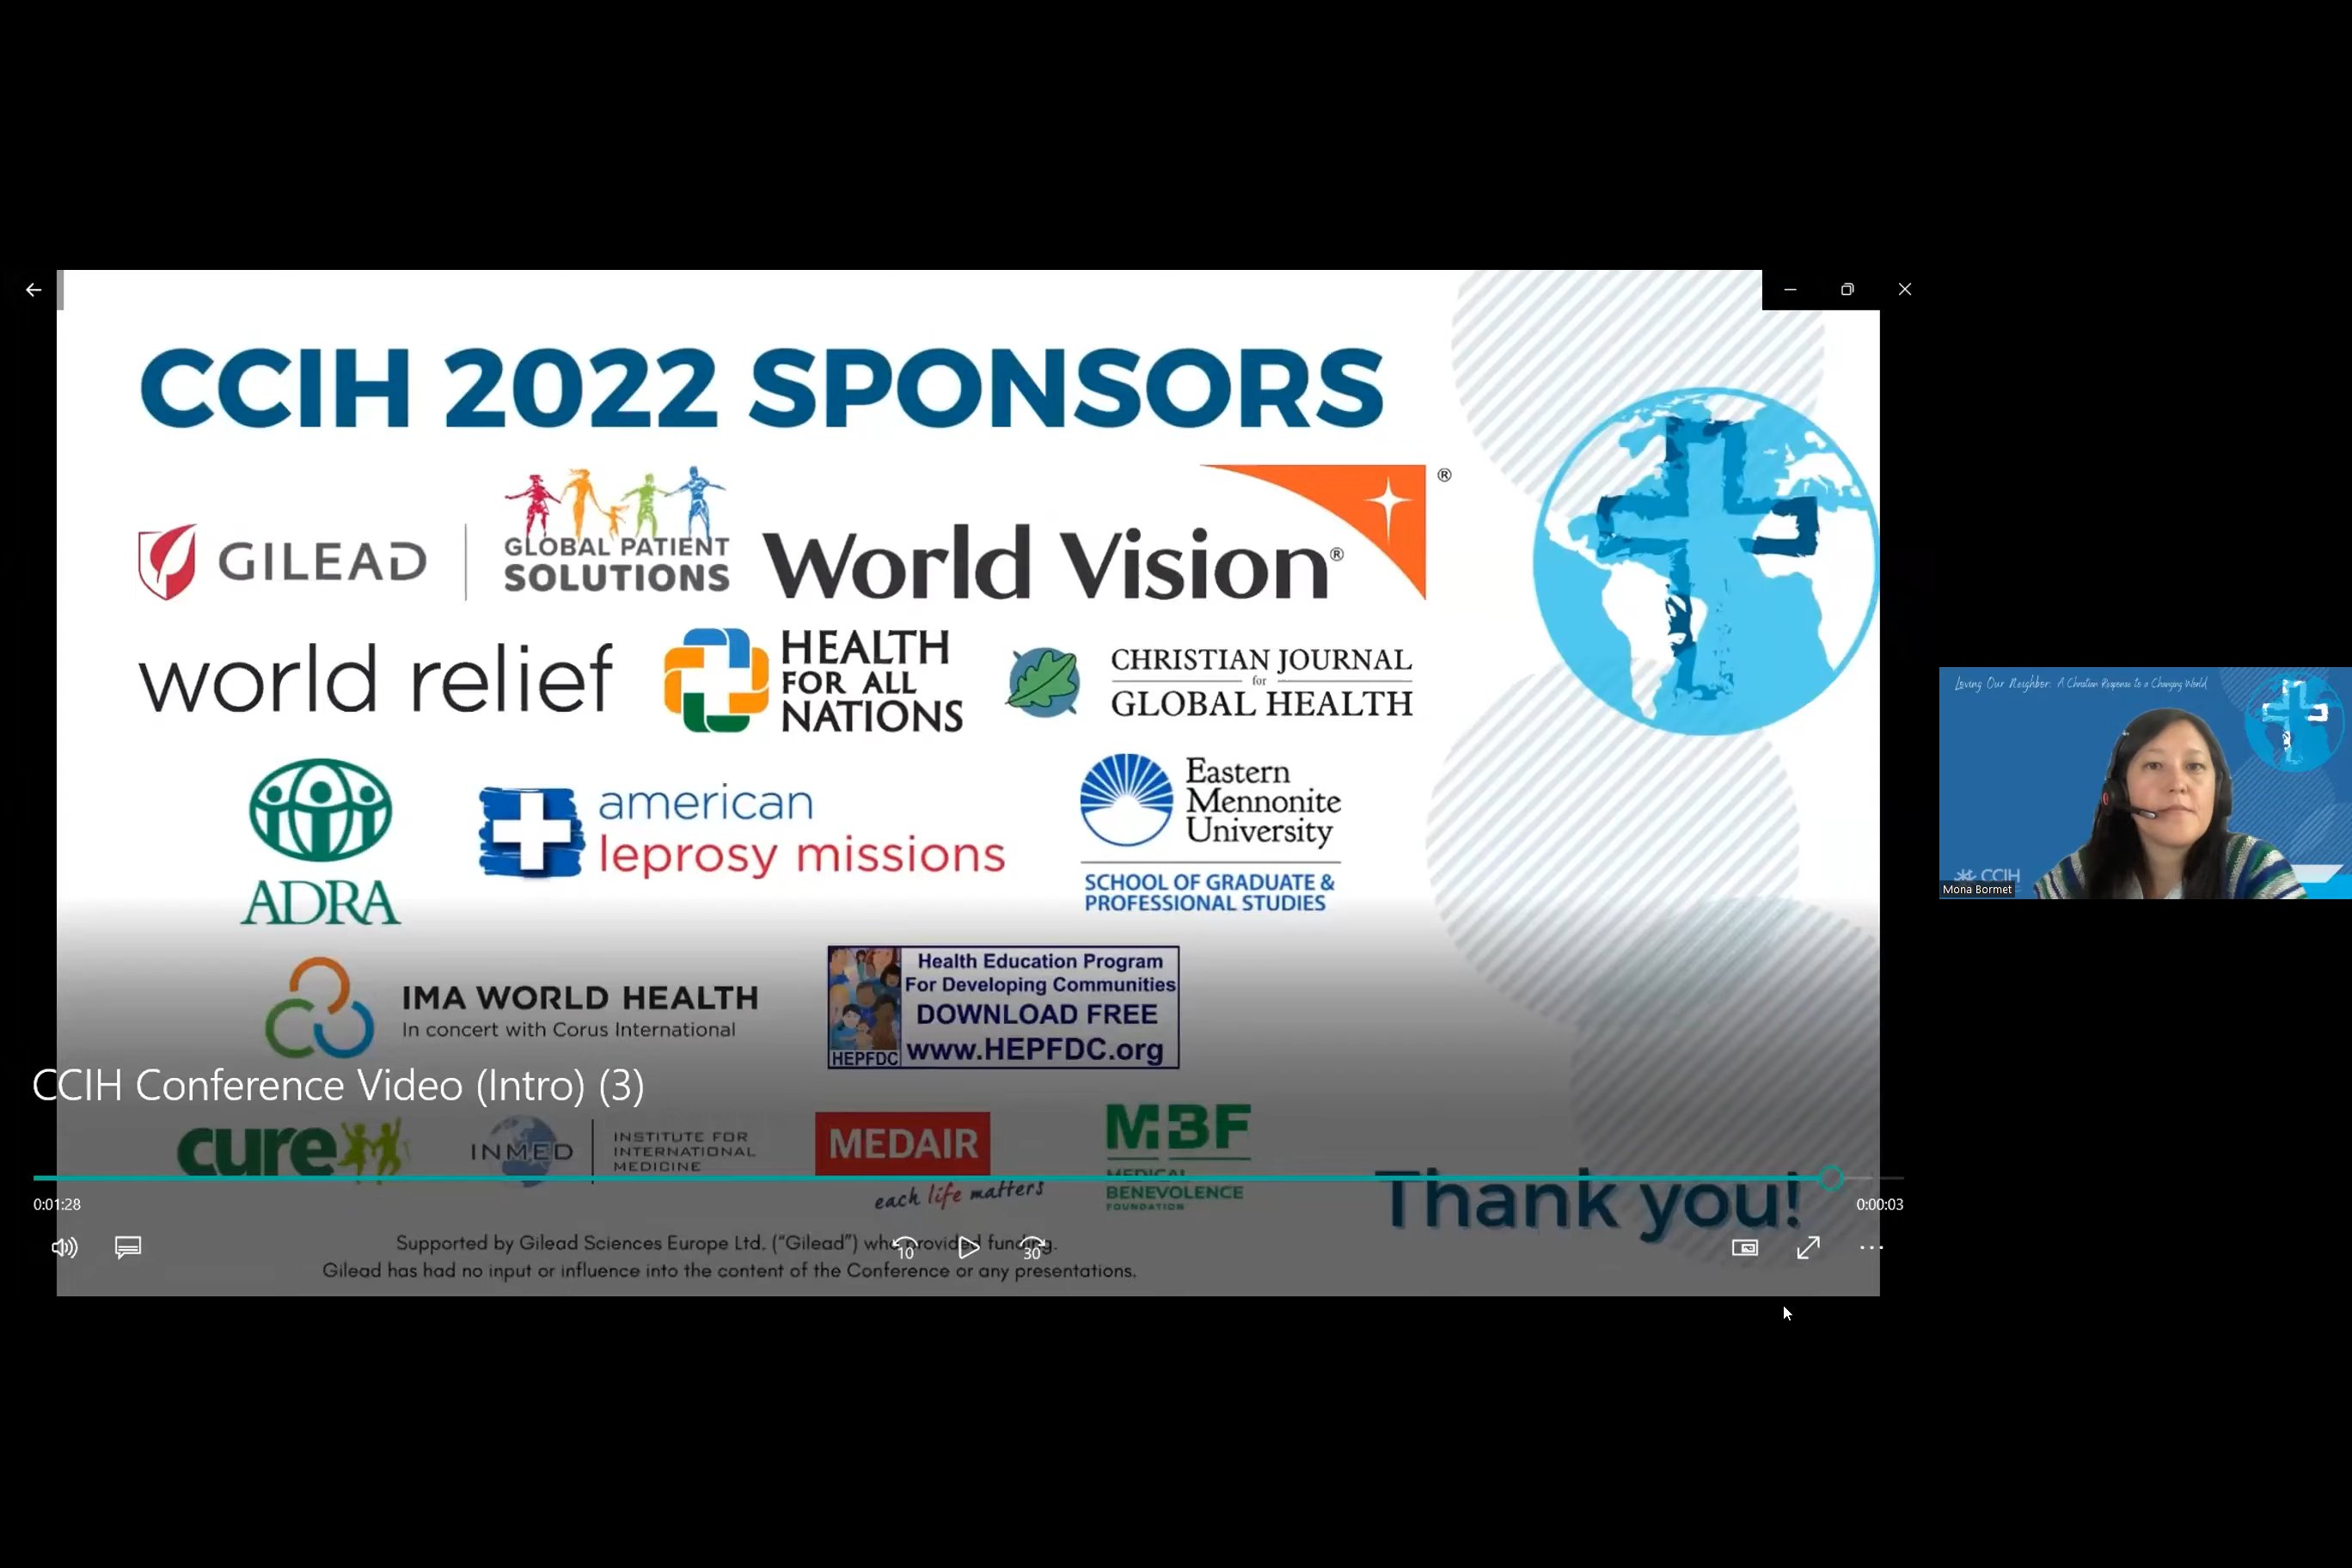 CCIH 2022 SPONSORS
GILEAD
GLOBAL PATIENT
SOLUTIONS
World Vision®
®
world relief
HEALTH
FOR ALL
NATIONS
CHRISTIAN JOURNAL
for
GLOBAL HEALTH
ADRA
american
leprosy missions
Eastern
Mennonite
University
SCHOOL OF GRADUATE &
PROFESSIONAL STUDIES
IMA WORLD HEALTH
In concert with Corus International
HEPFDC
Health Education Program
For Developing Communities
DOWNLOAD FREE
www.HEPFDC.org
CCIH Conference Video (Intro) (3)
cure
INMED
INSTITUTE FOR
INTERNATIONAL
MEDICINE
MEDAIR
each life matters
MBF
MEDICAL
BENEVOLENCE
FOUNDATION
Thank you!
0:01:28
0:00:03
10
30
Supported by Gilead Sciences Europe Ltd. (“Gilead”) who provided funding.
Gilead has had no input or influence into the content of the Conference or any presentations.
Loving Our Neighbor: A Christian Response to a Changing World
CCIH
Mona Bormet